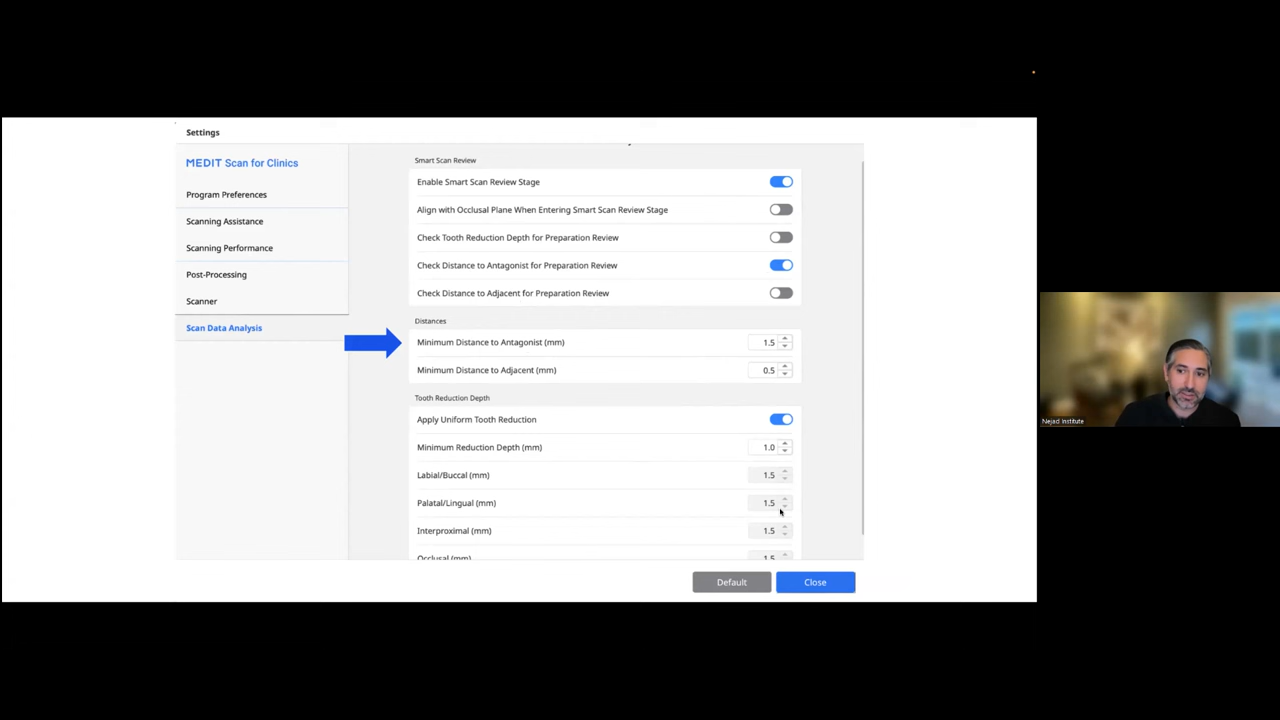 Settings
MEDIT Scan for Clinics
Program Preferences
Scanning Assistance
Scanning Performance
Post-Processing
Scanner
Scan Data Analysis
Smart Scan Review
Enable Smart Scan Review Stage
Align with Occlusal Plane When Entering Smart Scan Review Stage
Check Tooth Reduction Depth for Preparation Review
Check Distance to Antagonist for Preparation Review
Check Distance to Adjacent for Preparation Review
Distances
Minimum Distance to Antagonist (mm) 1.5
Minimum Distance to Adjacent (mm) 0.5
Tooth Reduction Depth
Apply Uniform Tooth Reduction
Minimum Reduction Depth (mm) 1.0
Labial/Buccal (mm) 1.5
Palatal/Lingual (mm) 1.5
Interproximal (mm) 1.5
Occlusal (mm) 1.5
Default Close
Nejad Institute